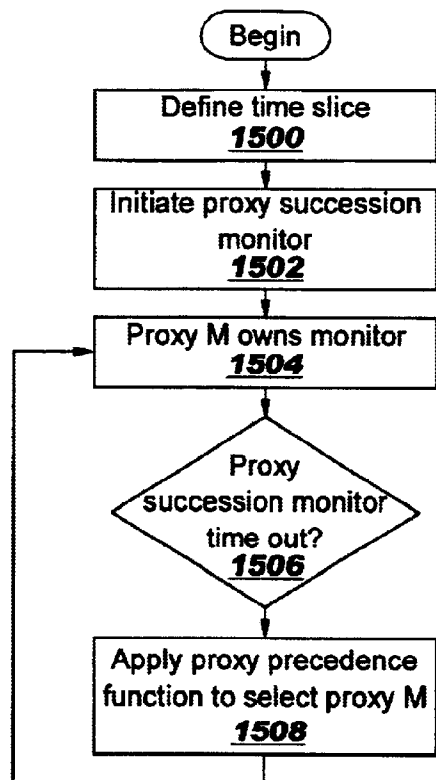 Begin
Define time slice
1500
Initiate proxy succession
monitor
1502
Proxy M owns monitor
1504
Proxy
succession monitor
time out?
1506
Apply proxy precedence
function to select proxy M
1508